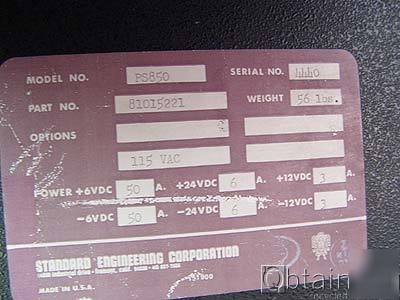 MODEL NO. PS850 SERIAL NO. 4440
PART NO. 81015221 WEIGHT 56 lbs.
OPTIONS
115 VAC
POWER +6VDC 50 A. +24VDC 6 A. +12VDC 3 A.
-6VDC 50 A. -24VDC 6 A. -12VDC 3 A.
STANDARD ENGINEERING CORPORATION
MADE IN U.S.A.
Obtain